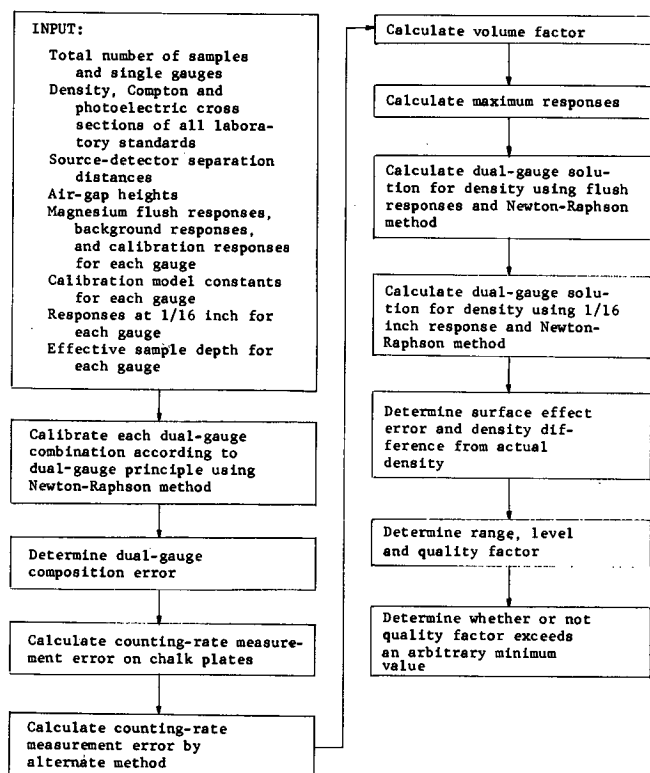 INPUT:
Total number of samples
and single gauges
Density, Compton and
photoelectric cross
sections of all labora-
tory standards
Source-detector separation
distances
Air-gap heights
Magnesium flush responses,
background responses,
and calibration responses
for each gauge
Calibration model constants
for each gauge
Responses at 1/16 inch for
each gauge
Effective sample depth for
each gauge
Calibrate each dual-gauge
combination according to
dual-gauge principle using
Newton-Raphson method
Determine dual-gauge
composition error
Calculate counting-rate measure-
ment error on chalk plates
Calculate counting-rate
measurement error by
alternate method
Calculate volume factor
Calculate maximum responses
Calculate dual-gauge solu-
tion for density using flush
responses and Newton-Raphson
method
Calculate dual-gauge solu-
tion for density using 1/16
inch response and Newton-
Raphson method
Determine surface effect
error and density dif-
ference from actual
density
Determine range, level
and quality factor
Determine whether or not
quality factor exceeds
an arbitrary minimum
value